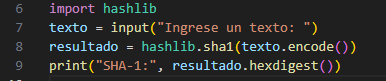 6 import hashlib
7 texto = input("Ingrese un texto: ")
8 resultado = hashlib.sha1(texto.encode())
9 print("SHA-1:", resultado.hexdigest())